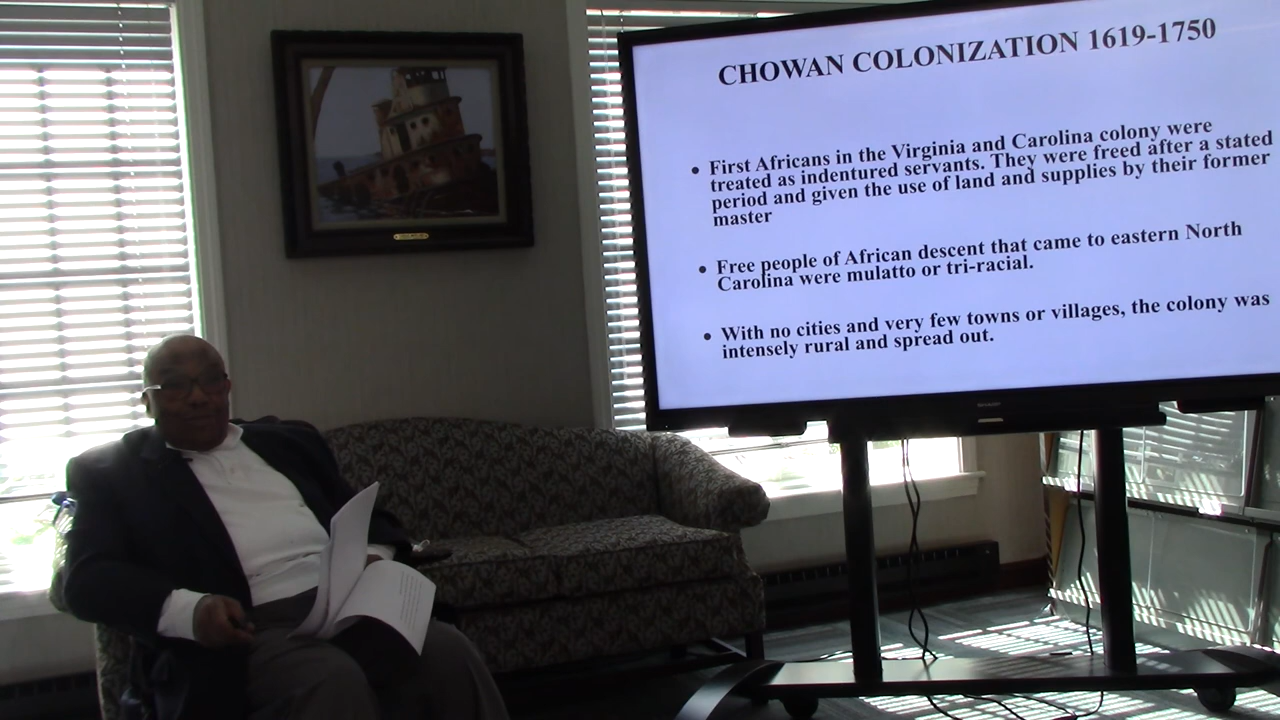 CHOWAN COLONIZATION 1619-1750
• First Africans in the Virginia and Carolina colony were
treated as indentured servants. They were freed after a stated
period and given the use of land and supplies by their former
master
• Free people of African descent that came to eastern North
Carolina were mulatto or tri-racial.
• With no cities and very few towns or villages, the colony was
intensely rural and spread out.